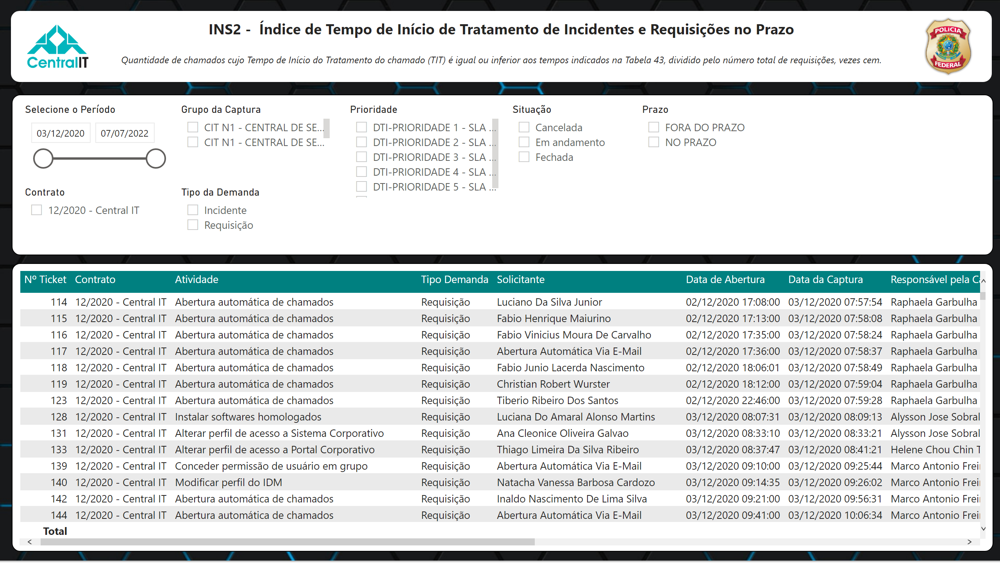 INS2 - Índice de Tempo de Início de Tratamento de Incidentes e Requisições no Prazo
Quantidade de chamados cujo Tempo de Início do Tratamento do chamado (TIT) é igual ou inferior aos tempos indicados na Tabela 43, dividido pelo número total de requisições, vezes cem.
CentralIT
POLÍCIA
FEDERAL
Selecione o Período
03/12/2020 07/07/2022
Contrato
12/2020 - Central IT
Grupo da Captura
CIT N1 - CENTRAL DE SE...
CIT N1 - CENTRAL DE SE...
Tipo da Demanda
Incidente
Requisição
Prioridade
DTI-PRIORIDADE 1 - SLA ...
DTI-PRIORIDADE 2 - SLA ...
DTI-PRIORIDADE 3 - SLA ...
DTI-PRIORIDADE 4 - SLA ...
DTI-PRIORIDADE 5 - SLA ...
Situação
Cancelada
Em andamento
Fechada
Prazo
FORA DO PRAZO
NO PRAZO
Nº Ticket Contrato Atividade Tipo Demanda Solicitante Data de Abertura Data da Captura Responsável pela
114 12/2020 - Central IT Abertura automática de chamados Requisição Luciano Da Silva Junior 02/12/2020 17:08:00 03/12/2020 07:57:54 Raphaela Garbulha
115 12/2020 - Central IT Abertura automática de chamados Requisição Fabio Henrique Maiurino 02/12/2020 17:13:00 03/12/2020 07:58:08 Raphaela Garbulha
116 12/2020 - Central IT Abertura automática de chamados Requisição Fabio Vinicius Moura De Carvalho 02/12/2020 17:35:00 03/12/2020 07:58:24 Raphaela Garbulha
117 12/2020 - Central IT Abertura automática de chamados Requisição Abertura Automática Via E-Mail 02/12/2020 17:36:00 03/12/2020 07:58:37 Raphaela Garbulha
118 12/2020 - Central IT Abertura automática de chamados Requisição Fabio Junio Lacerda Nascimento 02/12/2020 18:06:01 03/12/2020 07:58:49 Raphaela Garbulha
119 12/2020 - Central IT Abertura automática de chamados Requisição Christian Robert Wurster 02/12/2020 18:12:00 03/12/2020 07:59:04 Raphaela Garbulha
123 12/2020 - Central IT Abertura automática de chamados Requisição Tiberio Ribeiro Dos Santos 02/12/2020 22:46:00 03/12/2020 07:59:28 Raphaela Garbulha
128 12/2020 - Central IT Instalar softwares homologados Requisição Luciana Do Amaral Alonso Martins 03/12/2020 08:07:31 03/12/2020 08:09:13 Alysson Jose Sobral
131 12/2020 - Central IT Alterar perfil de acesso a Sistema Corporativo Requisição Ana Cleonice Oliveira Galvao 03/12/2020 08:33:10 03/12/2020 08:33:21 Alysson Jose Sobral
133 12/2020 - Central IT Alterar perfil de acesso a Portal Corporativo Requisição Thiago Limeira Da Silva Ribeiro 03/12/2020 08:37:47 03/12/2020 08:41:21 Helene Chou Chin
139 12/2020 - Central IT Conceder permissão de usuário em grupo Requisição Abertura Automática Via E-Mail 03/12/2020 09:10:00 03/12/2020 09:25:44 Marco Antonio
140 12/2020 - Central IT Modificar perfil do IDM Requisição Natacha Vanessa Barbosa Cardozo 03/12/2020 09:14:35 03/12/2020 09:26:02 Marco Antonio
142 12/2020 - Central IT Abertura automática de chamados Requisição Inaldo Nascimento De Lima Silva 03/12/2020 09:21:00 03/12/2020 09:56:31 Marco Antonio
144 12/2020 - Central IT Abertura automática de chamados Requisição Abertura Automática Via E-Mail 03/12/2020 09:41:00 03/12/2020 10:06:34 Marco Antonio
Total